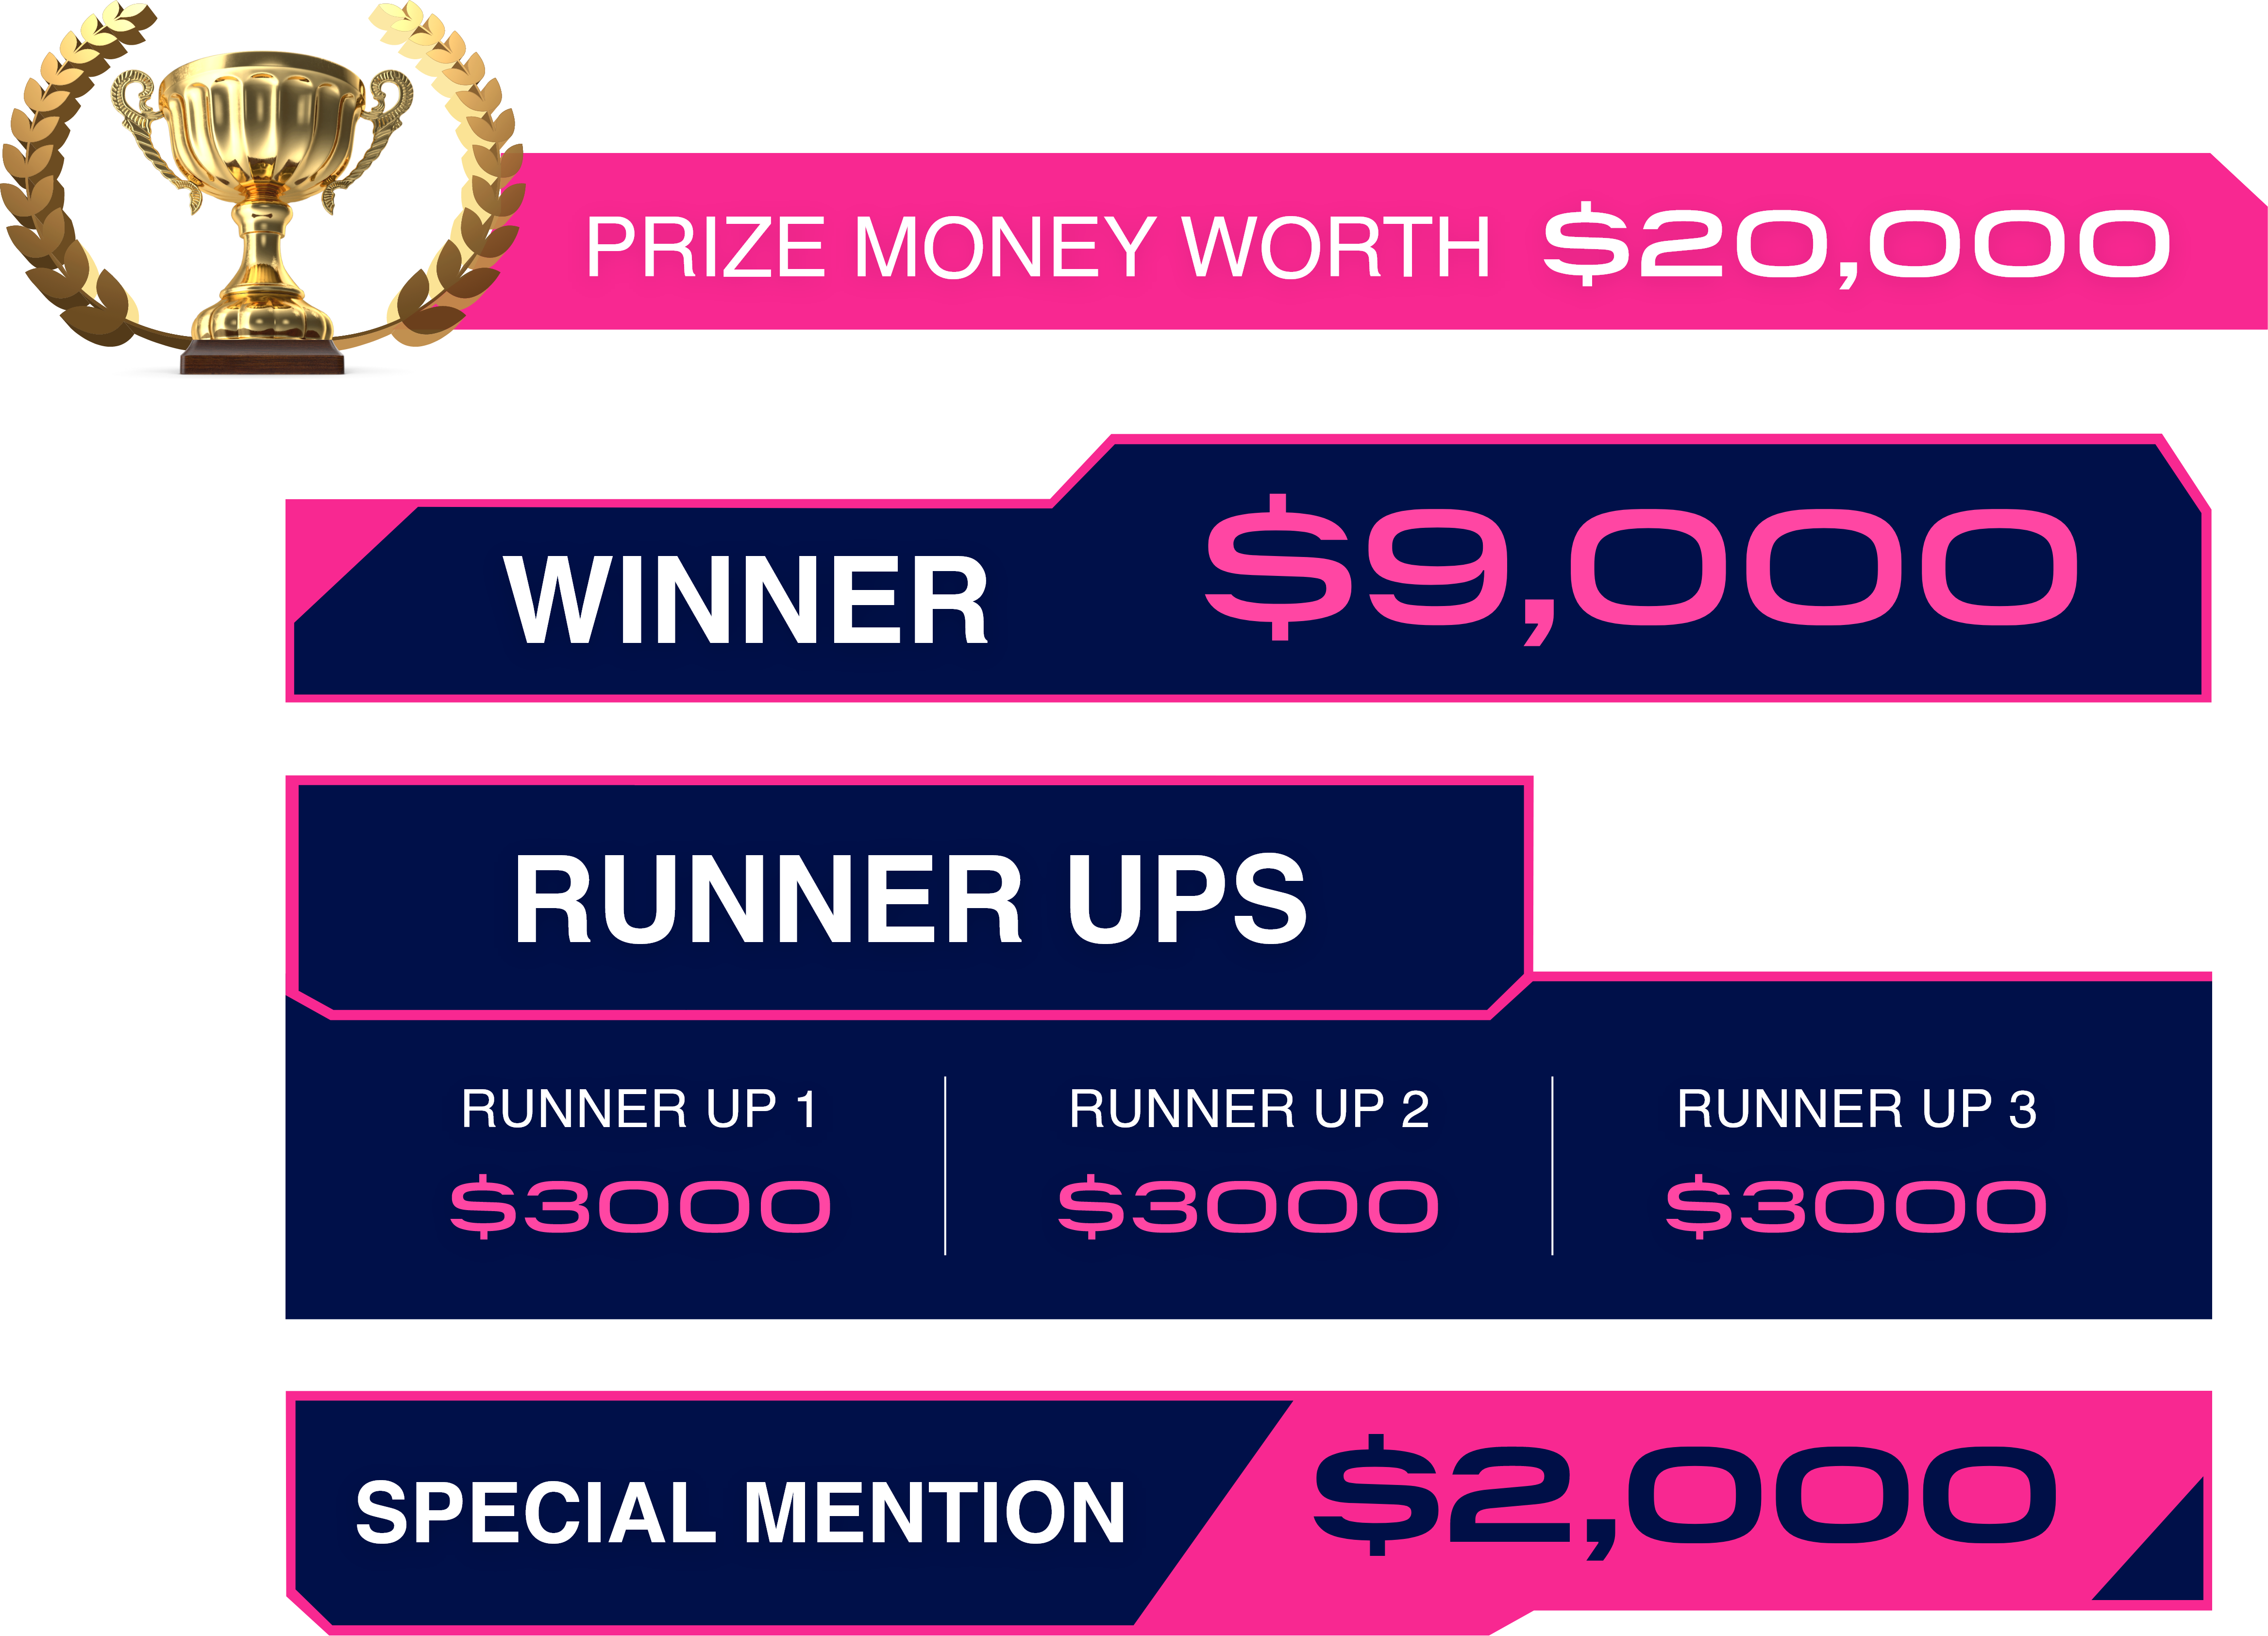 PRIZE MONEY WORTH $20,000
WINNER $9,000
RUNNER UPS
RUNNER UP 1 RUNNER UP 2 RUNNER UP 3
$3000 $3000 $3000
SPECIAL MENTION $2,000